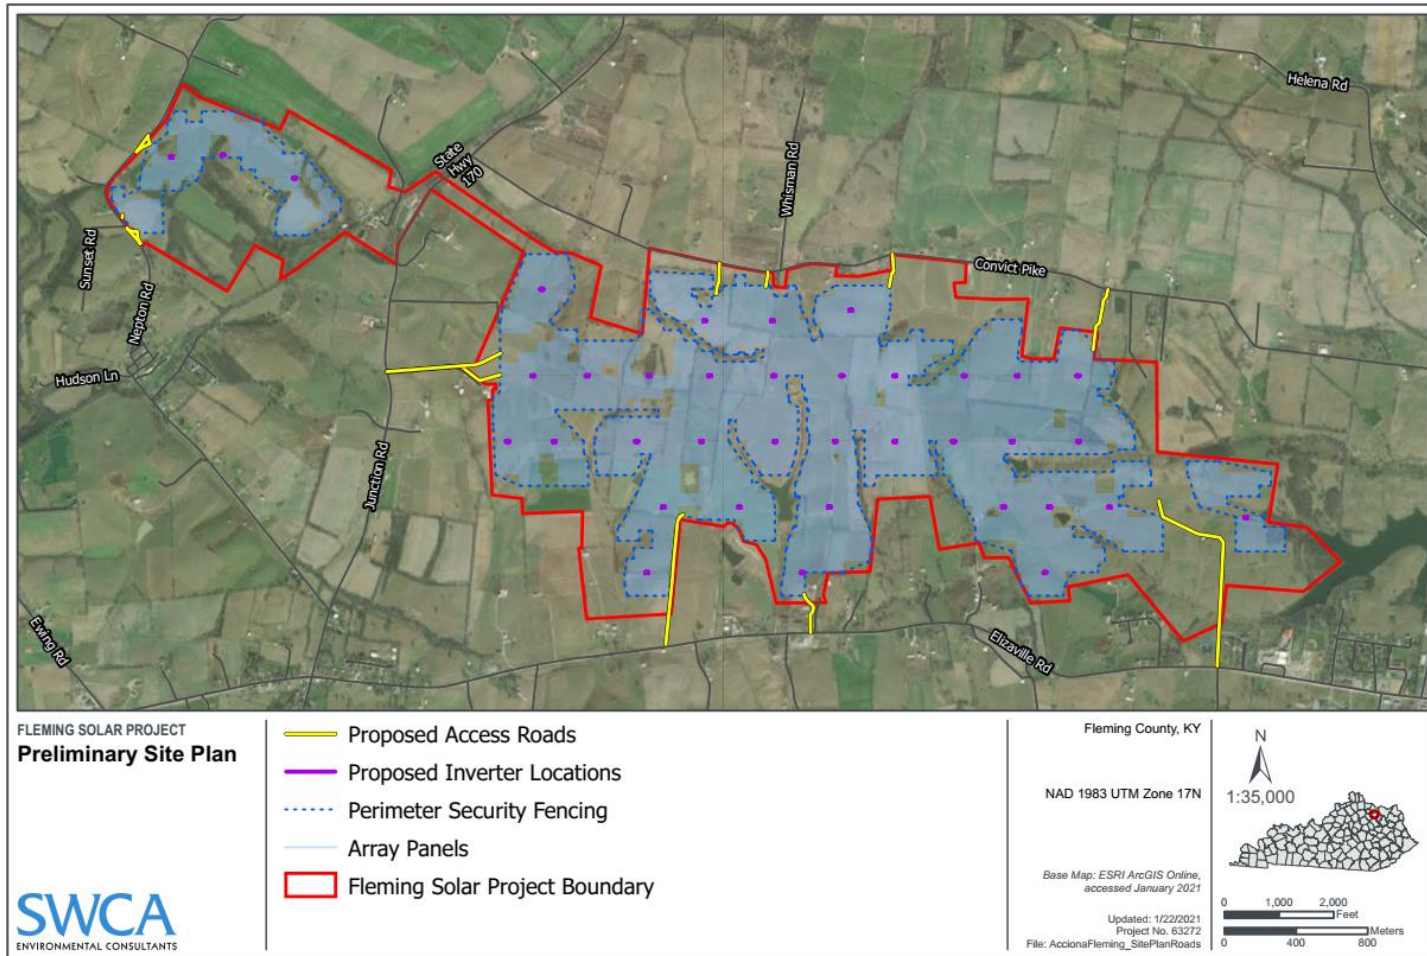 Helena Rd
State
Hwy
170
Whisman Rd
Sunset Rd
Convict Pike
Nepton Rd
Hudson Ln
Junction Rd
Ewing Rd
Elizaville Rd
FLEMING SOLAR PROJECT
Preliminary Site Plan
SWCA
ENVIRONMENTAL CONSULTANTS
Proposed Access Roads
Proposed Inverter Locations
Perimeter Security Fencing
Array Panels
Fleming Solar Project Boundary
Fleming County, KY
NAD 1983 UTM Zone 17N
Base Map: ESRI ArcGIS Online,
accessed January 2021
Updated: 1/22/2021
Project No. 63272
File: AccionaFleming_SitePlanRoads
N
1:35,000
0 1,000 2,000
Feet
Meters
0 400 800